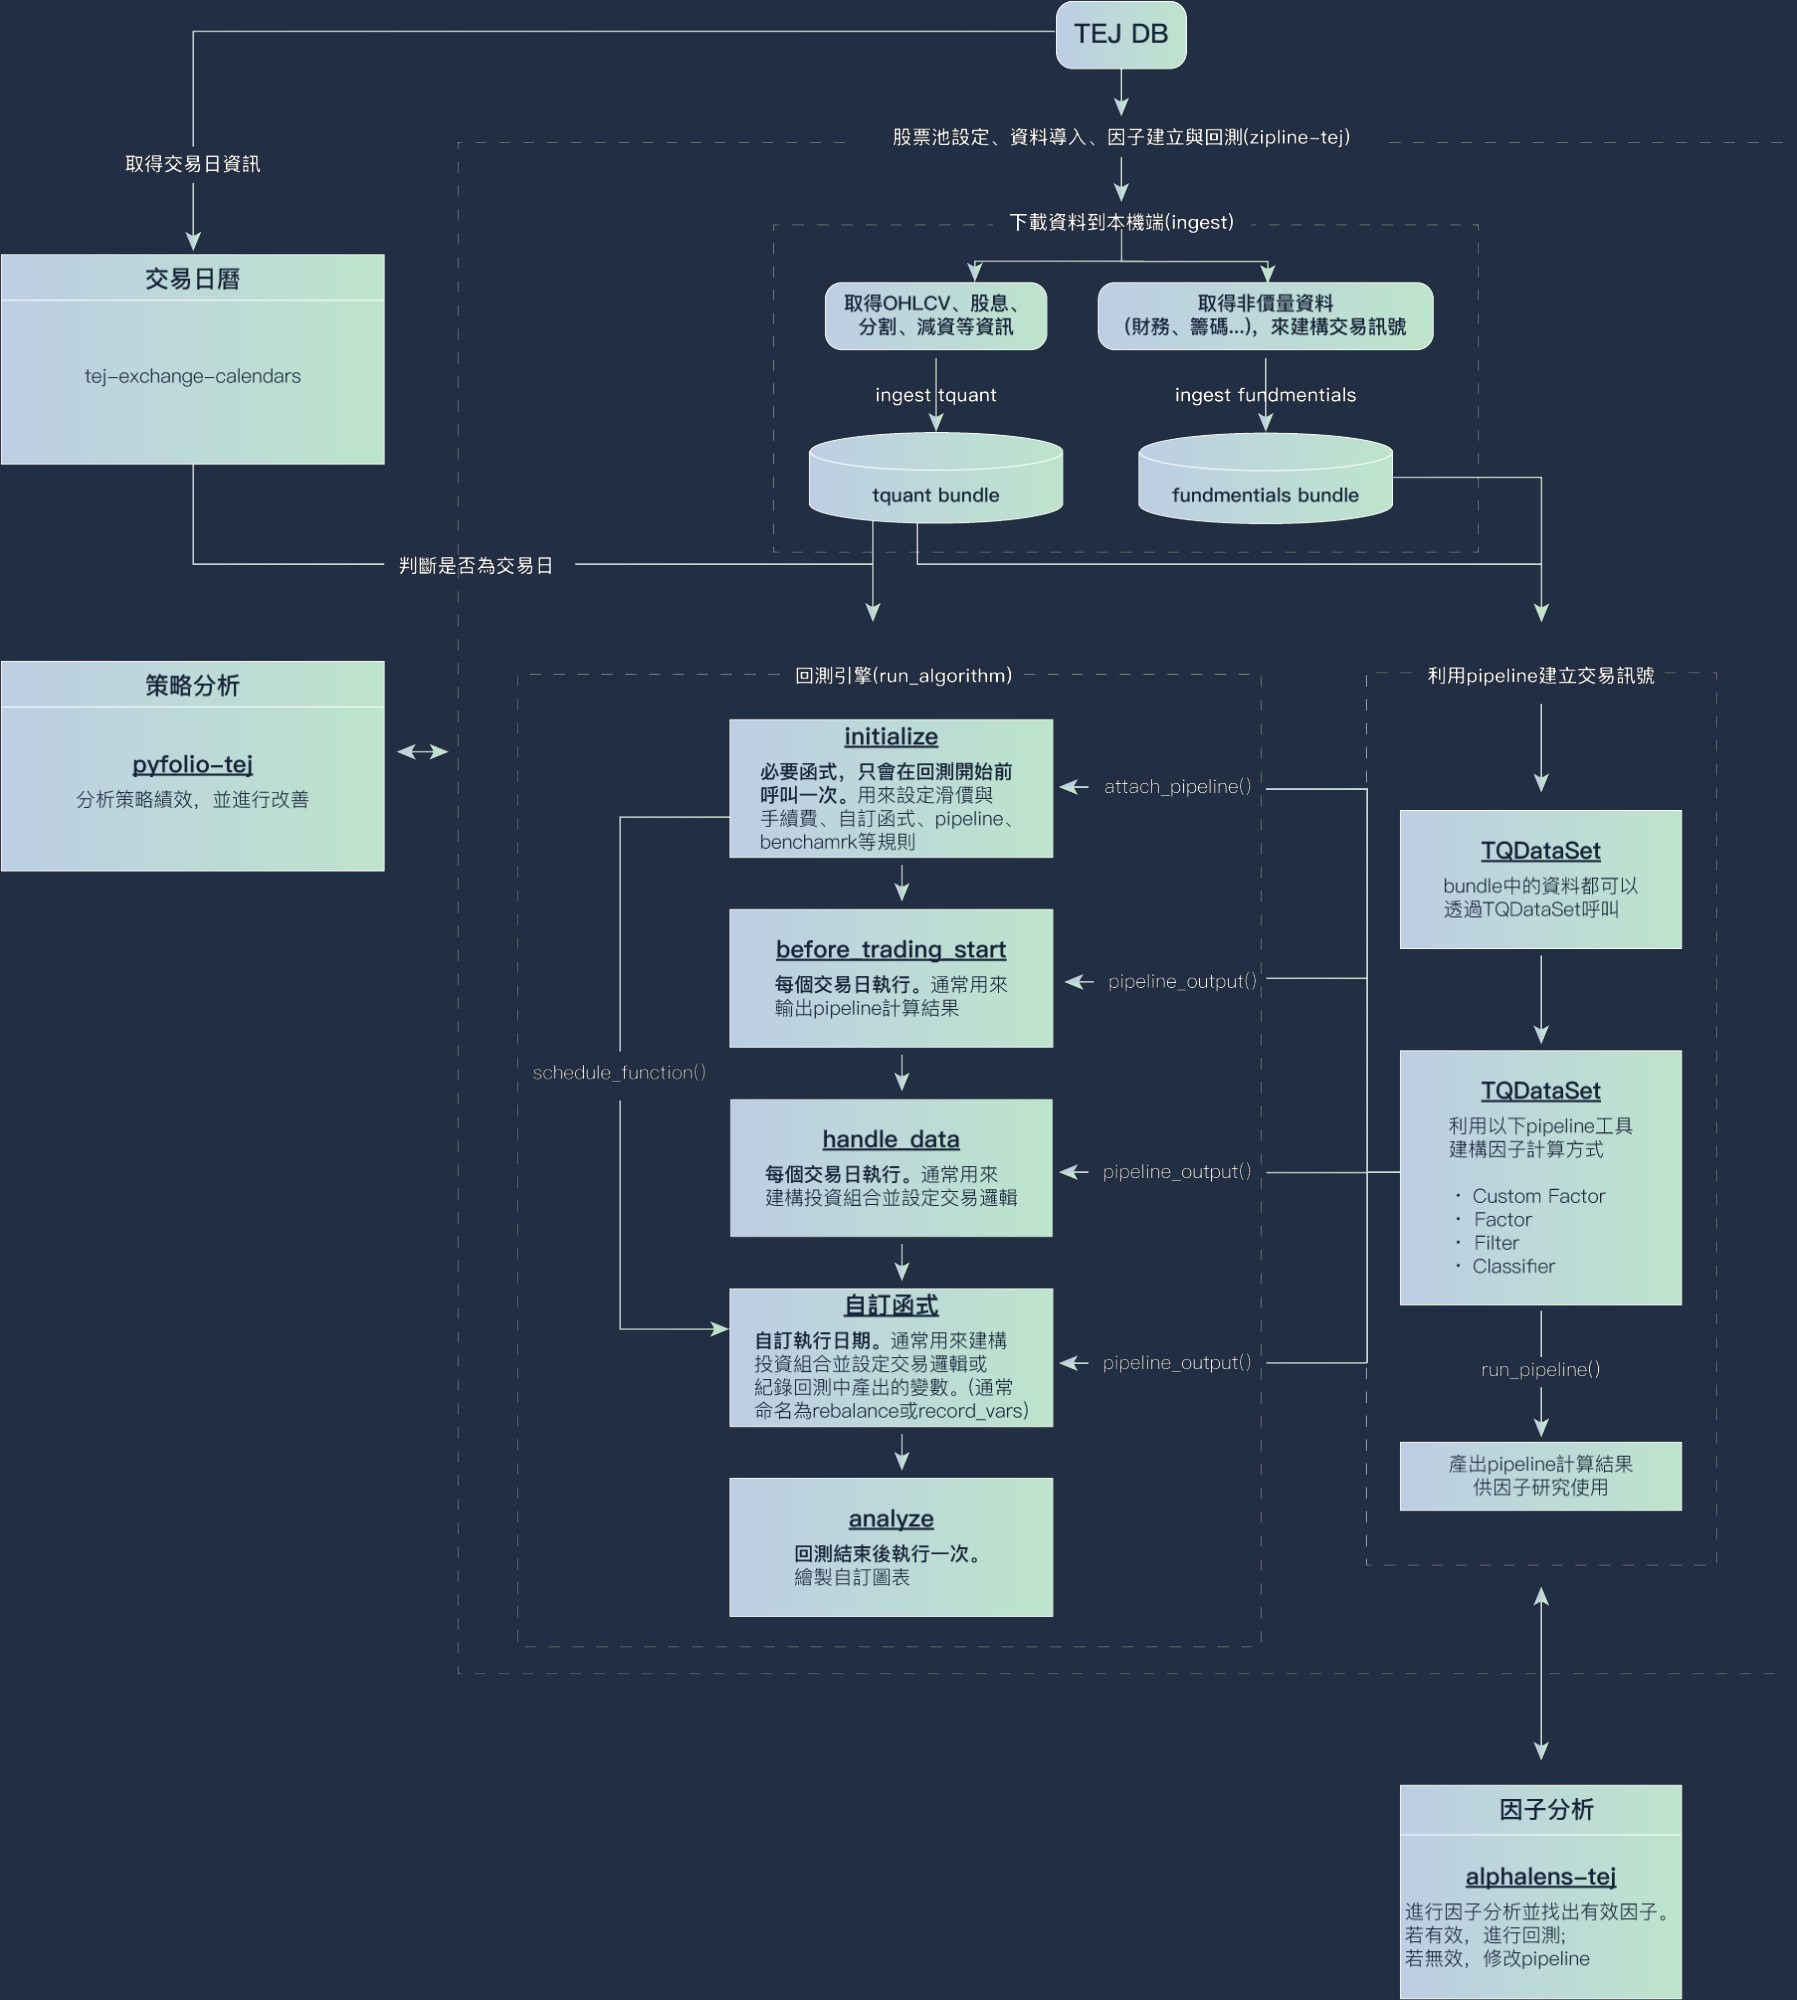 TEJ DB
股票池設定、資料導入、因子建立與回測(zipline-tej)
取得交易日資訊
下載資料到本機端(ingest)
交易日曆
tej-exchange-calendars
取得OHLCV、股息、
分割、減資等資訊
取得非價量資料
(財務、籌碼...)，來建構交易訊號
ingest tquant
ingest fundmentials
tquant bundle
fundmentials bundle
判斷是否為交易日
策略分析
pyfolio-tej
分析策略績效，並進行改善
回測引擎(run_algorithm)
initialize
必要函式，只會在回測開始前
呼叫一次。用來設定滑價與
手續費、自訂函式、pipeline、
benchamrk等規則
attach_pipeline()
before_trading_start
每個交易日執行。通常用來
輸出pipeline計算結果
pipeline_output()
schedule_function()
handle_data
每個交易日執行。通常用來
建構投資組合並設定交易邏輯
pipeline_output()
自訂函式
自訂執行日期。通常用來建構
投資組合並設定交易邏輯或
紀錄回測中產出的變數。(通常
命名為rebalance或record_vars)
pipeline_output()
analyze
回測結束後執行一次。
繪製自訂圖表
利用pipeline建立交易訊號
TQDataSet
bundle中的資料都可以
透過TQDataSet呼叫
TQDataSet
利用以下pipeline工具
建構因子計算方式
· Custom Factor
· Factor
· Filter
· Classifier
run_pipeline()
產出pipeline計算結果
供因子研究使用
因子分析
alphalens-tej
進行因子分析並找出有效因子。
若有效，進行回測;
若無效，修改pipeline